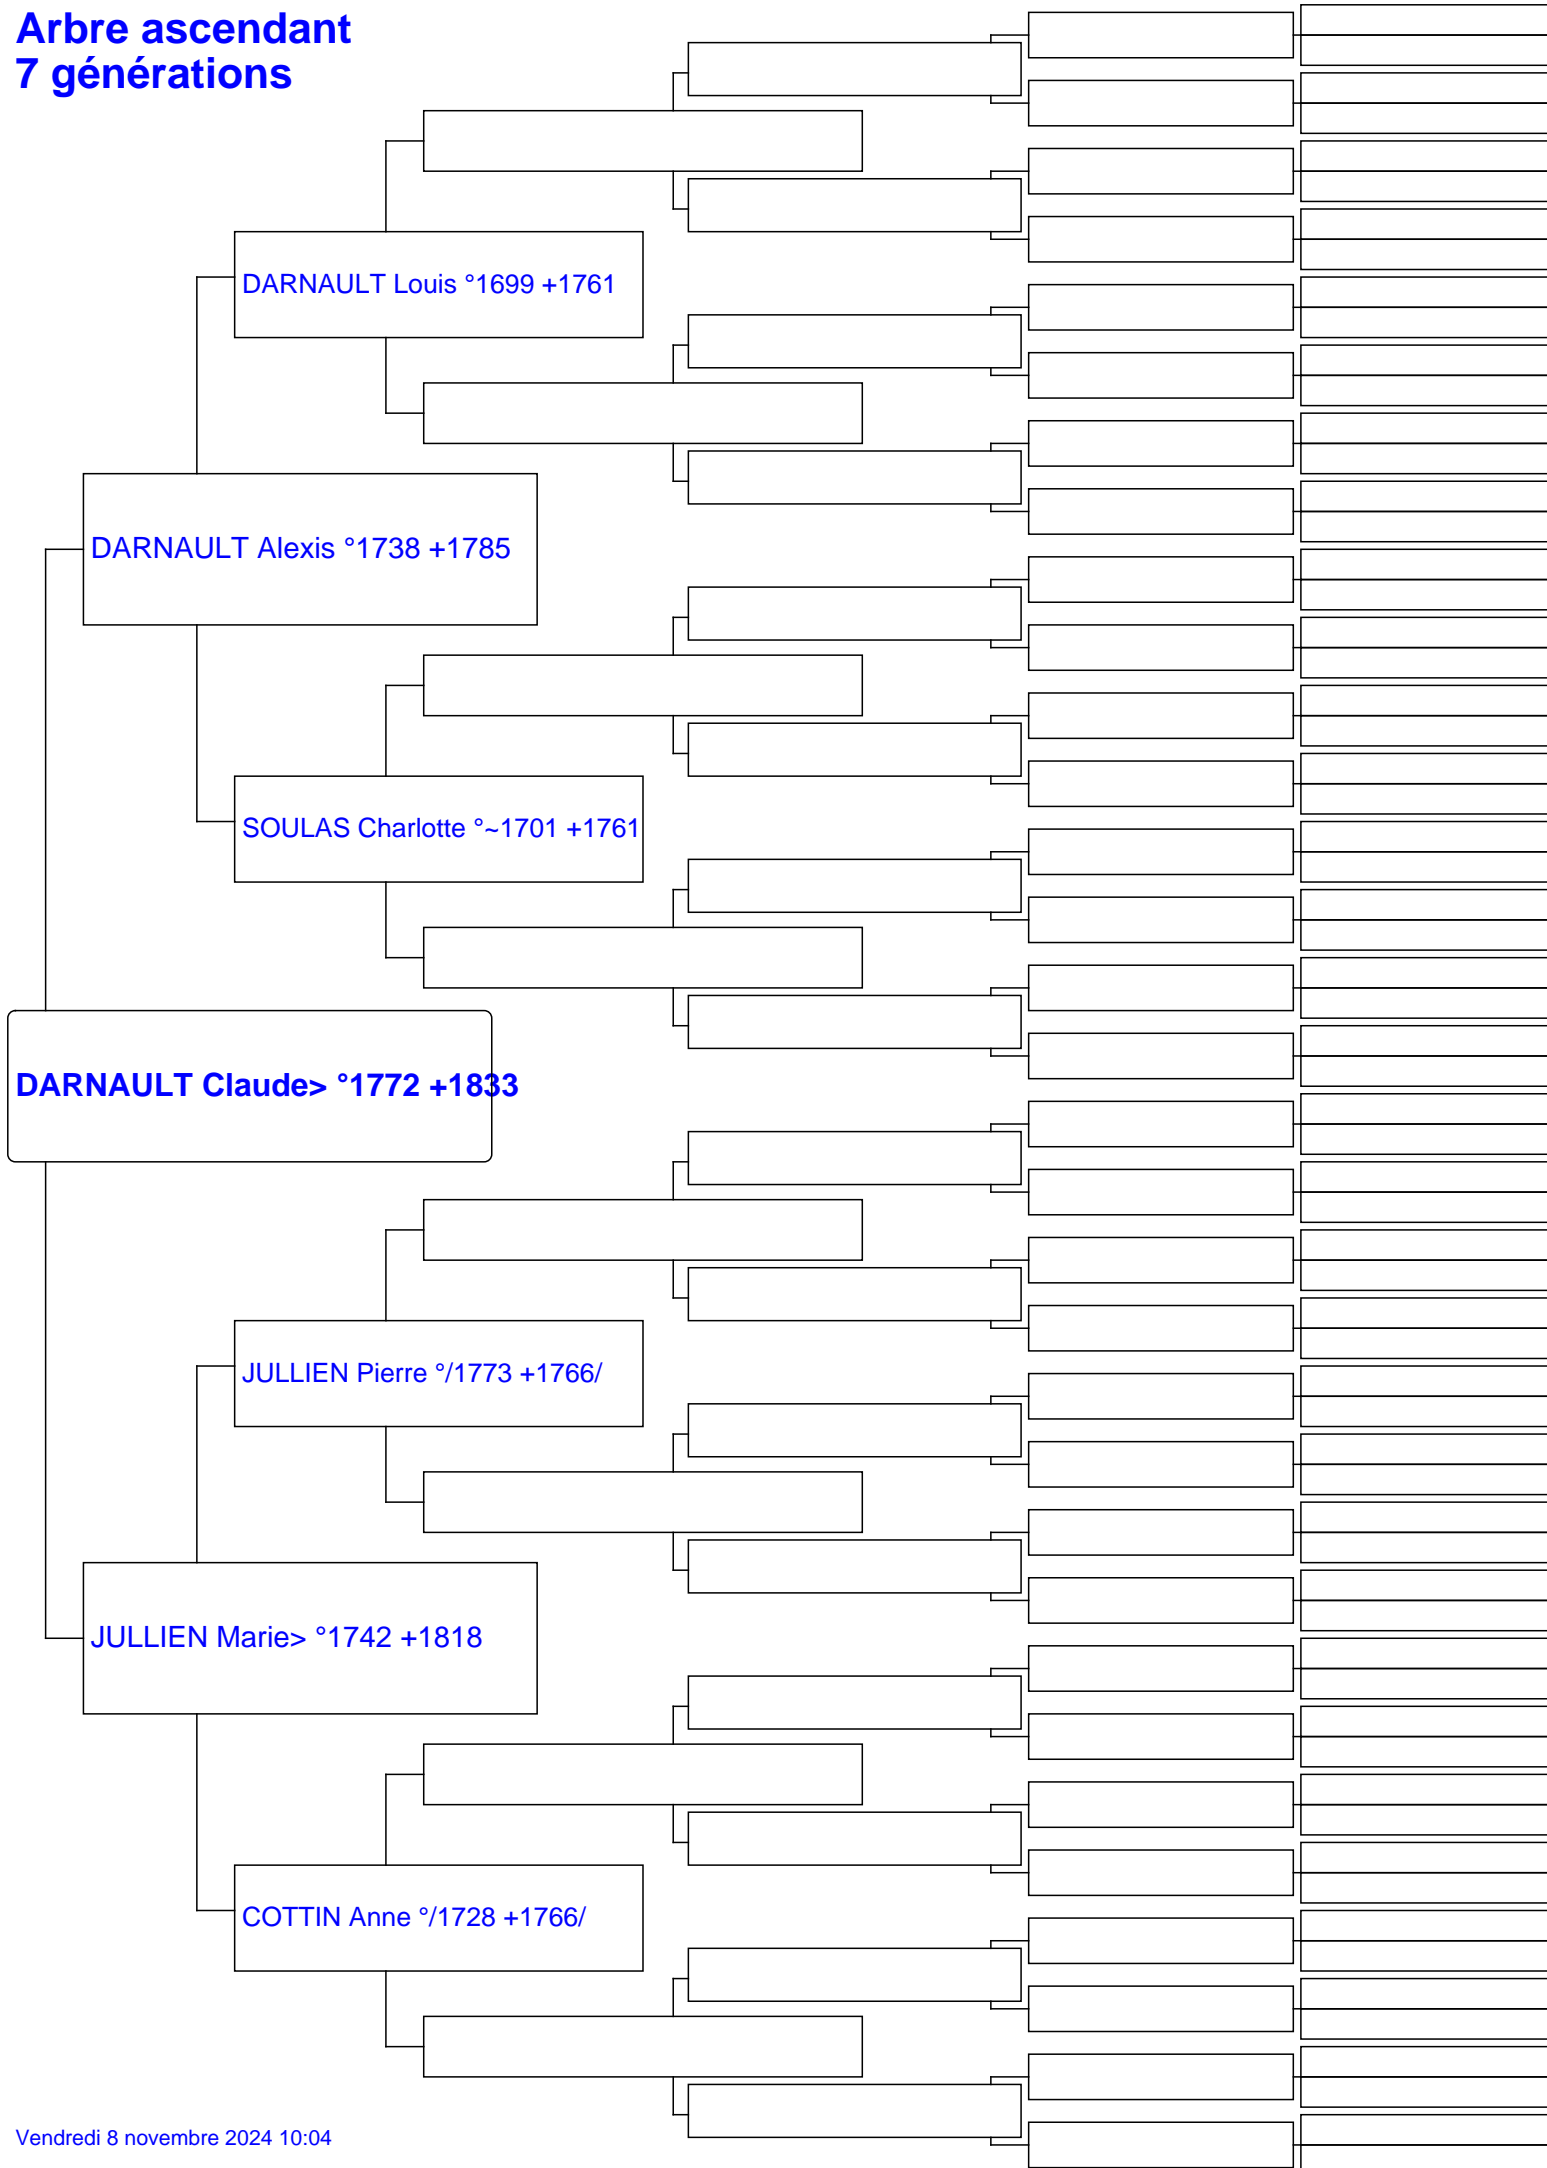 Arbre ascendant
7 générations
DARNAULT Louis °1699 +1761
DARNAULT Alexis °1738 +1785
SOULAS Charlotte °~1701 +1761
DARNAULT Claude> °1772 +1833
JULLIEN Pierre °/1773 +1766/
JULLIEN Marie> °1742 +1818
COTTIN Anne °/1728 +1766/
Vendredi 8 novembre 2024 10:04